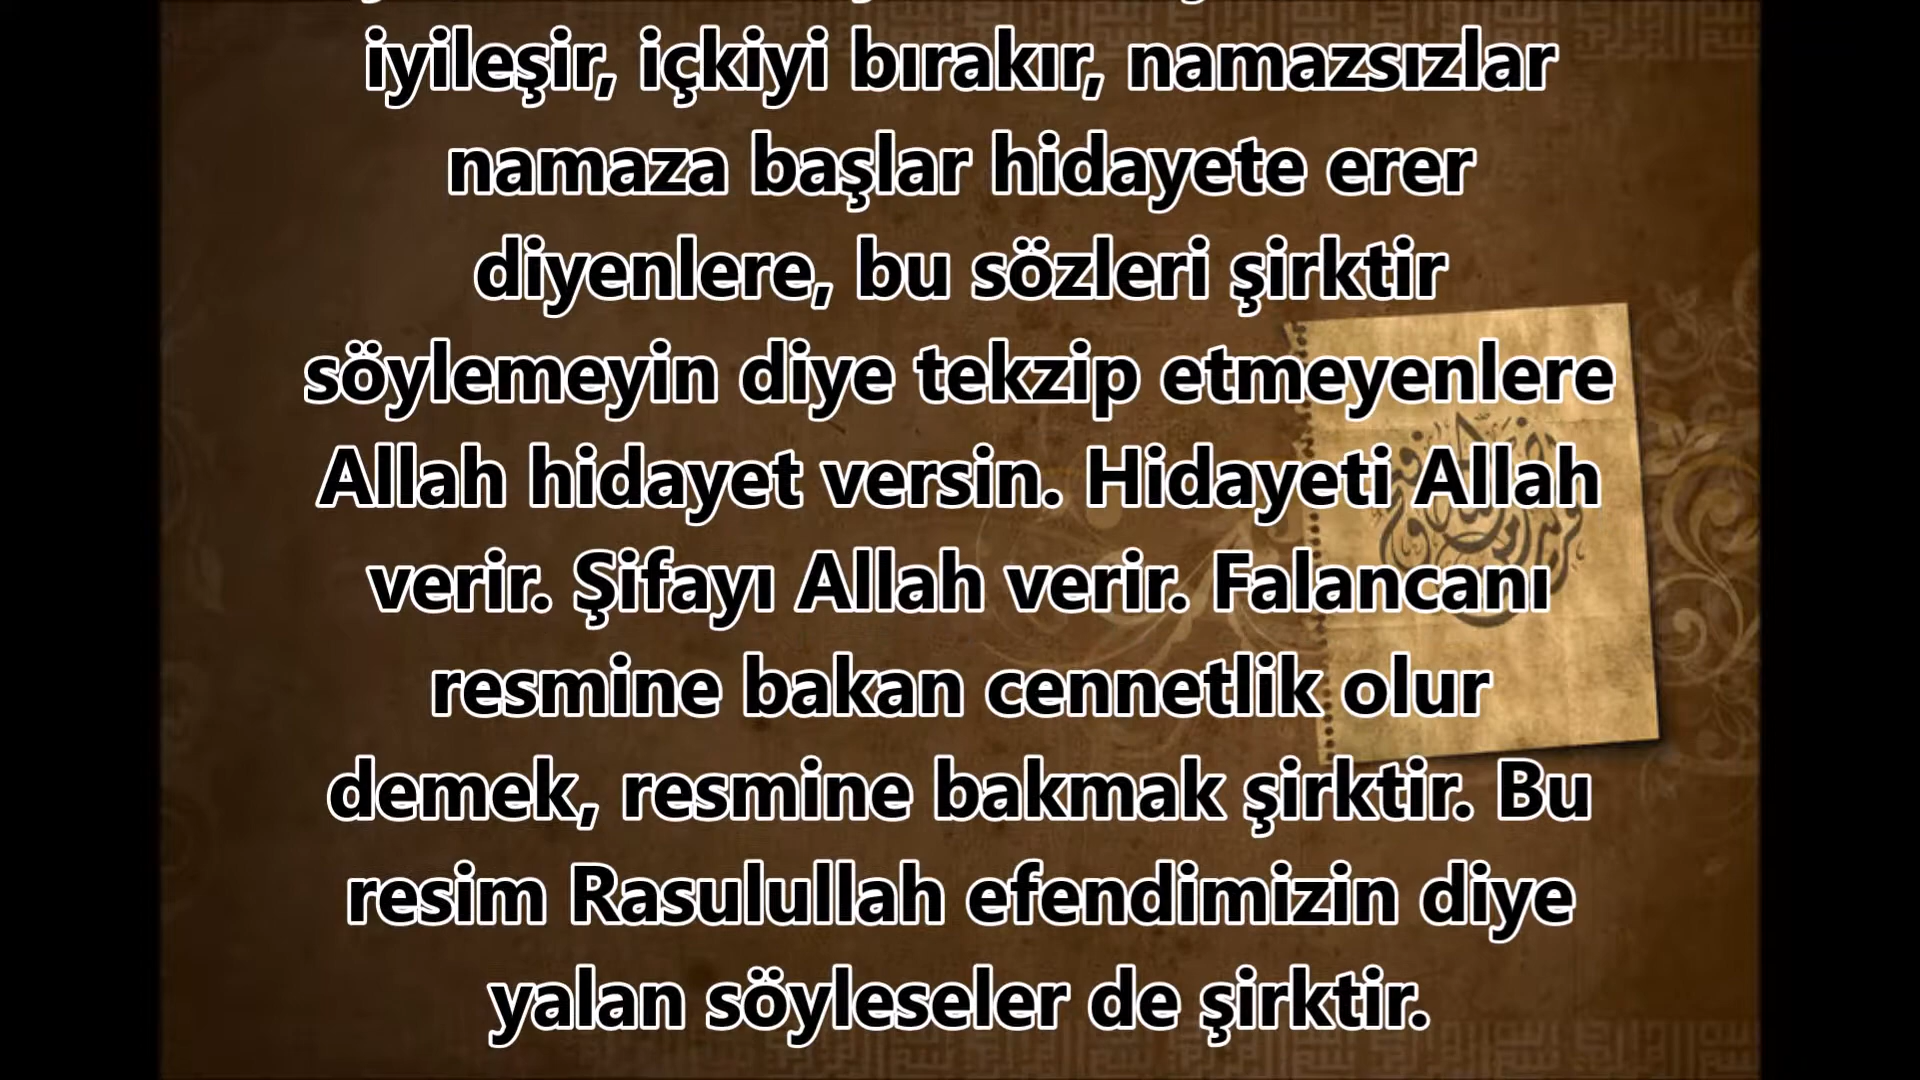 iyileşir, içkiyi bırakır, namazsızlar
namaza başlar hidayete erer
diyenlere, bu sözleri şirktir
söylemeyin diye tekzip etmeyenlere
Allah hidayet versin. Hidayeti Allah
verir. Şifayı Allah verir. Falancanı
resmine bakan cennetlik olur
demek, resmine bakmak şirktir. Bu
resim Rasulullah efendimizin diye
yalan söyleseler de şirktir.